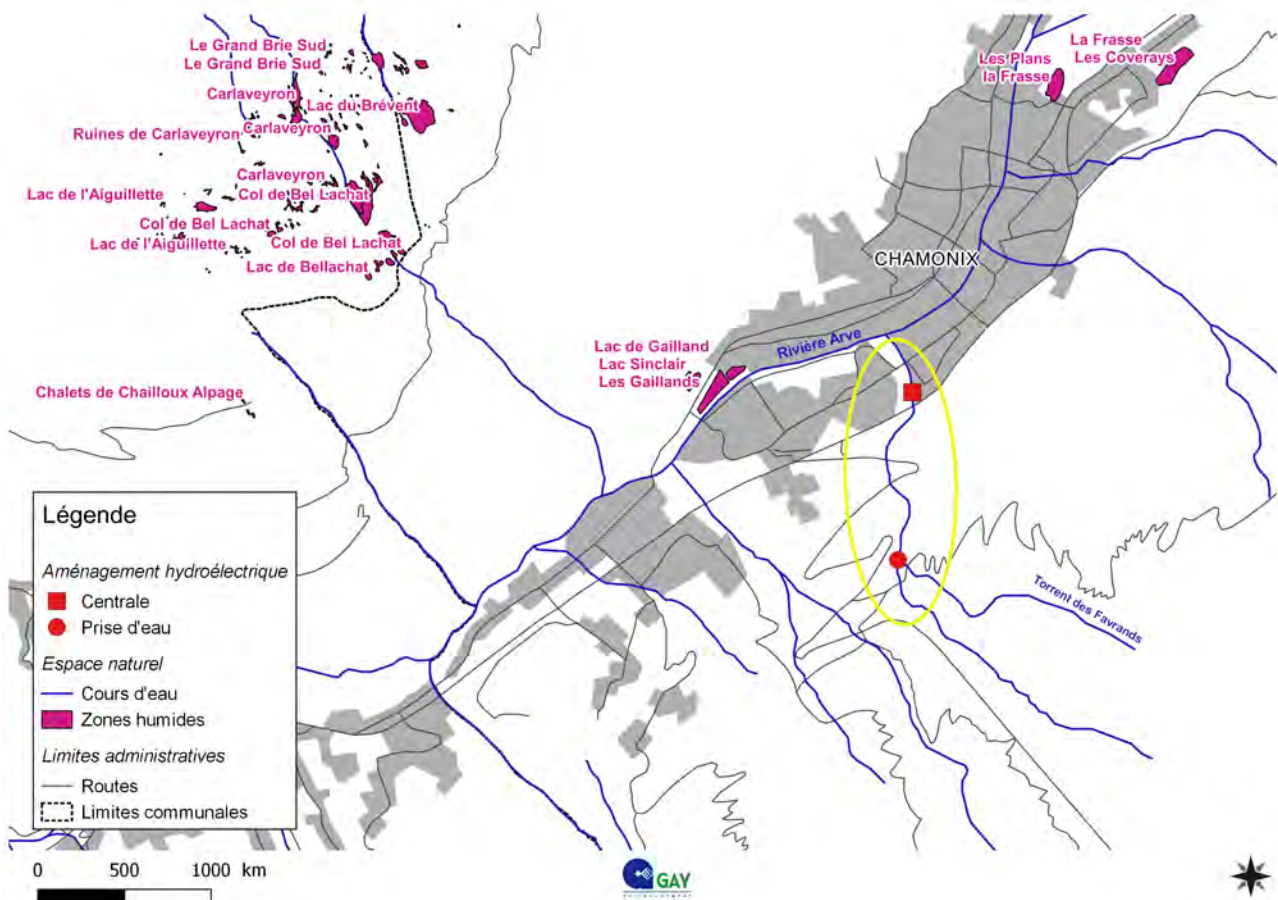 Le Grand Brie Sud
Le Grand Brie Sud
Carlaveyron
Lac du Brévent
Ruines de Carlaveyron
Carlaveyron
Carlaveyron
Lac de l'Aiguillette
Col de Bel Lachat
Col de Bel Lachat
Lac de l'Aiguillette
Col de Bel Lachat
Lac de Bellachat
Chalets de Chailloux Alpage
La Frasse
Les Coverays
Les Plans
la Frasse
CHAMONIX
Rivière Arve
Lac de Gailland
Lac Sinclair
Les Gaillands
Torrent des Favrands
Légende
Aménagement hydroélectrique
Centrale
Prise d'eau
Espace naturel
Cours d'eau
Zones humides
Limites administratives
Routes
Limites communales
0 500 1000 km
GAY